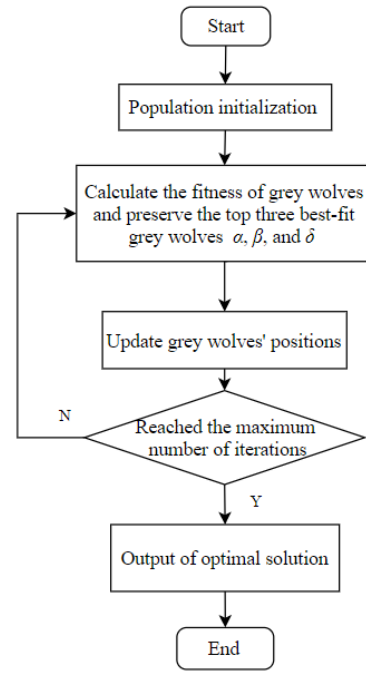 Start
Population initialization
Calculate the fitness of grey wolves
and preserve the top three best-fit
grey wolves α, β, and δ
Update grey wolves' positions
N
Reached the maximum
number of iterations
Y
Output of optimal solution
End